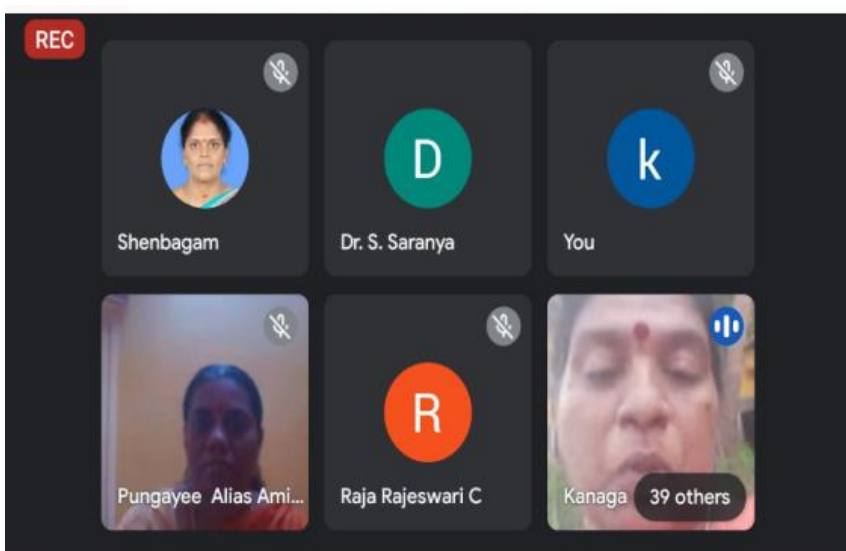 REC
Shenbagam
D
Dr. S. Saranya
k
You
Pungayee Alias Ami...
R
Raja Rajeswari C
Kanaga
39 others